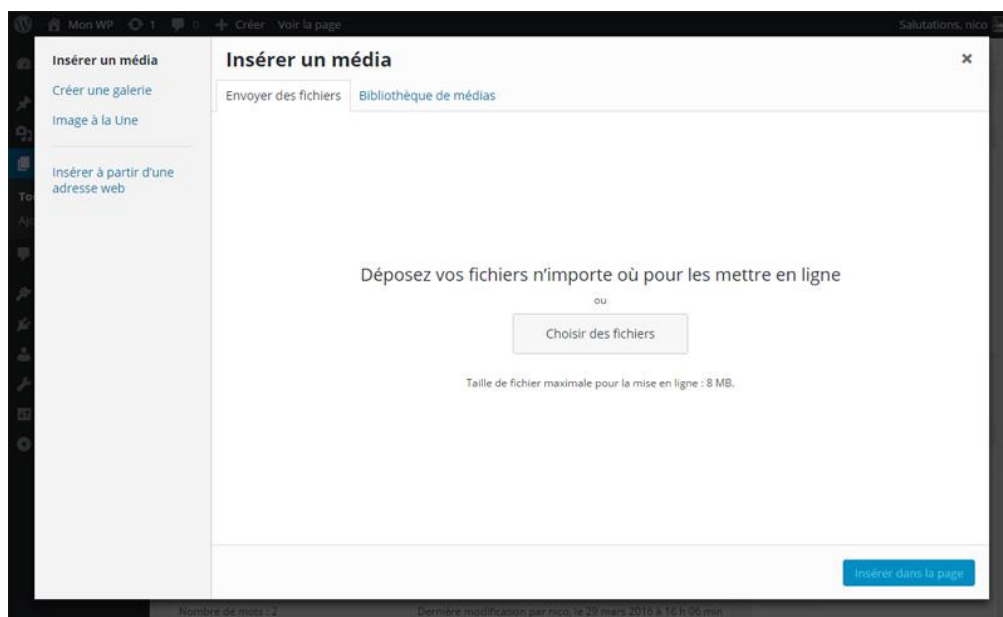 Mon WP 1 0 + Créer Voir la page Salutations, nico
Insérer un média
Créer une galerie
Image à la Une
Insérer à partir d'une
adresse web
Insérer un média ×
Envoyer des fichiers Bibliothèque de médias
Déposez vos fichiers n'importe où pour les mettre en ligne
ou
Choisir des fichiers
Taille de fichier maximale pour la mise en ligne : 8 MB.
Insérer dans la page
Nombre de mots : 2 Dernière modification par nico, le 29 mars 2016 à 16 h 06 min